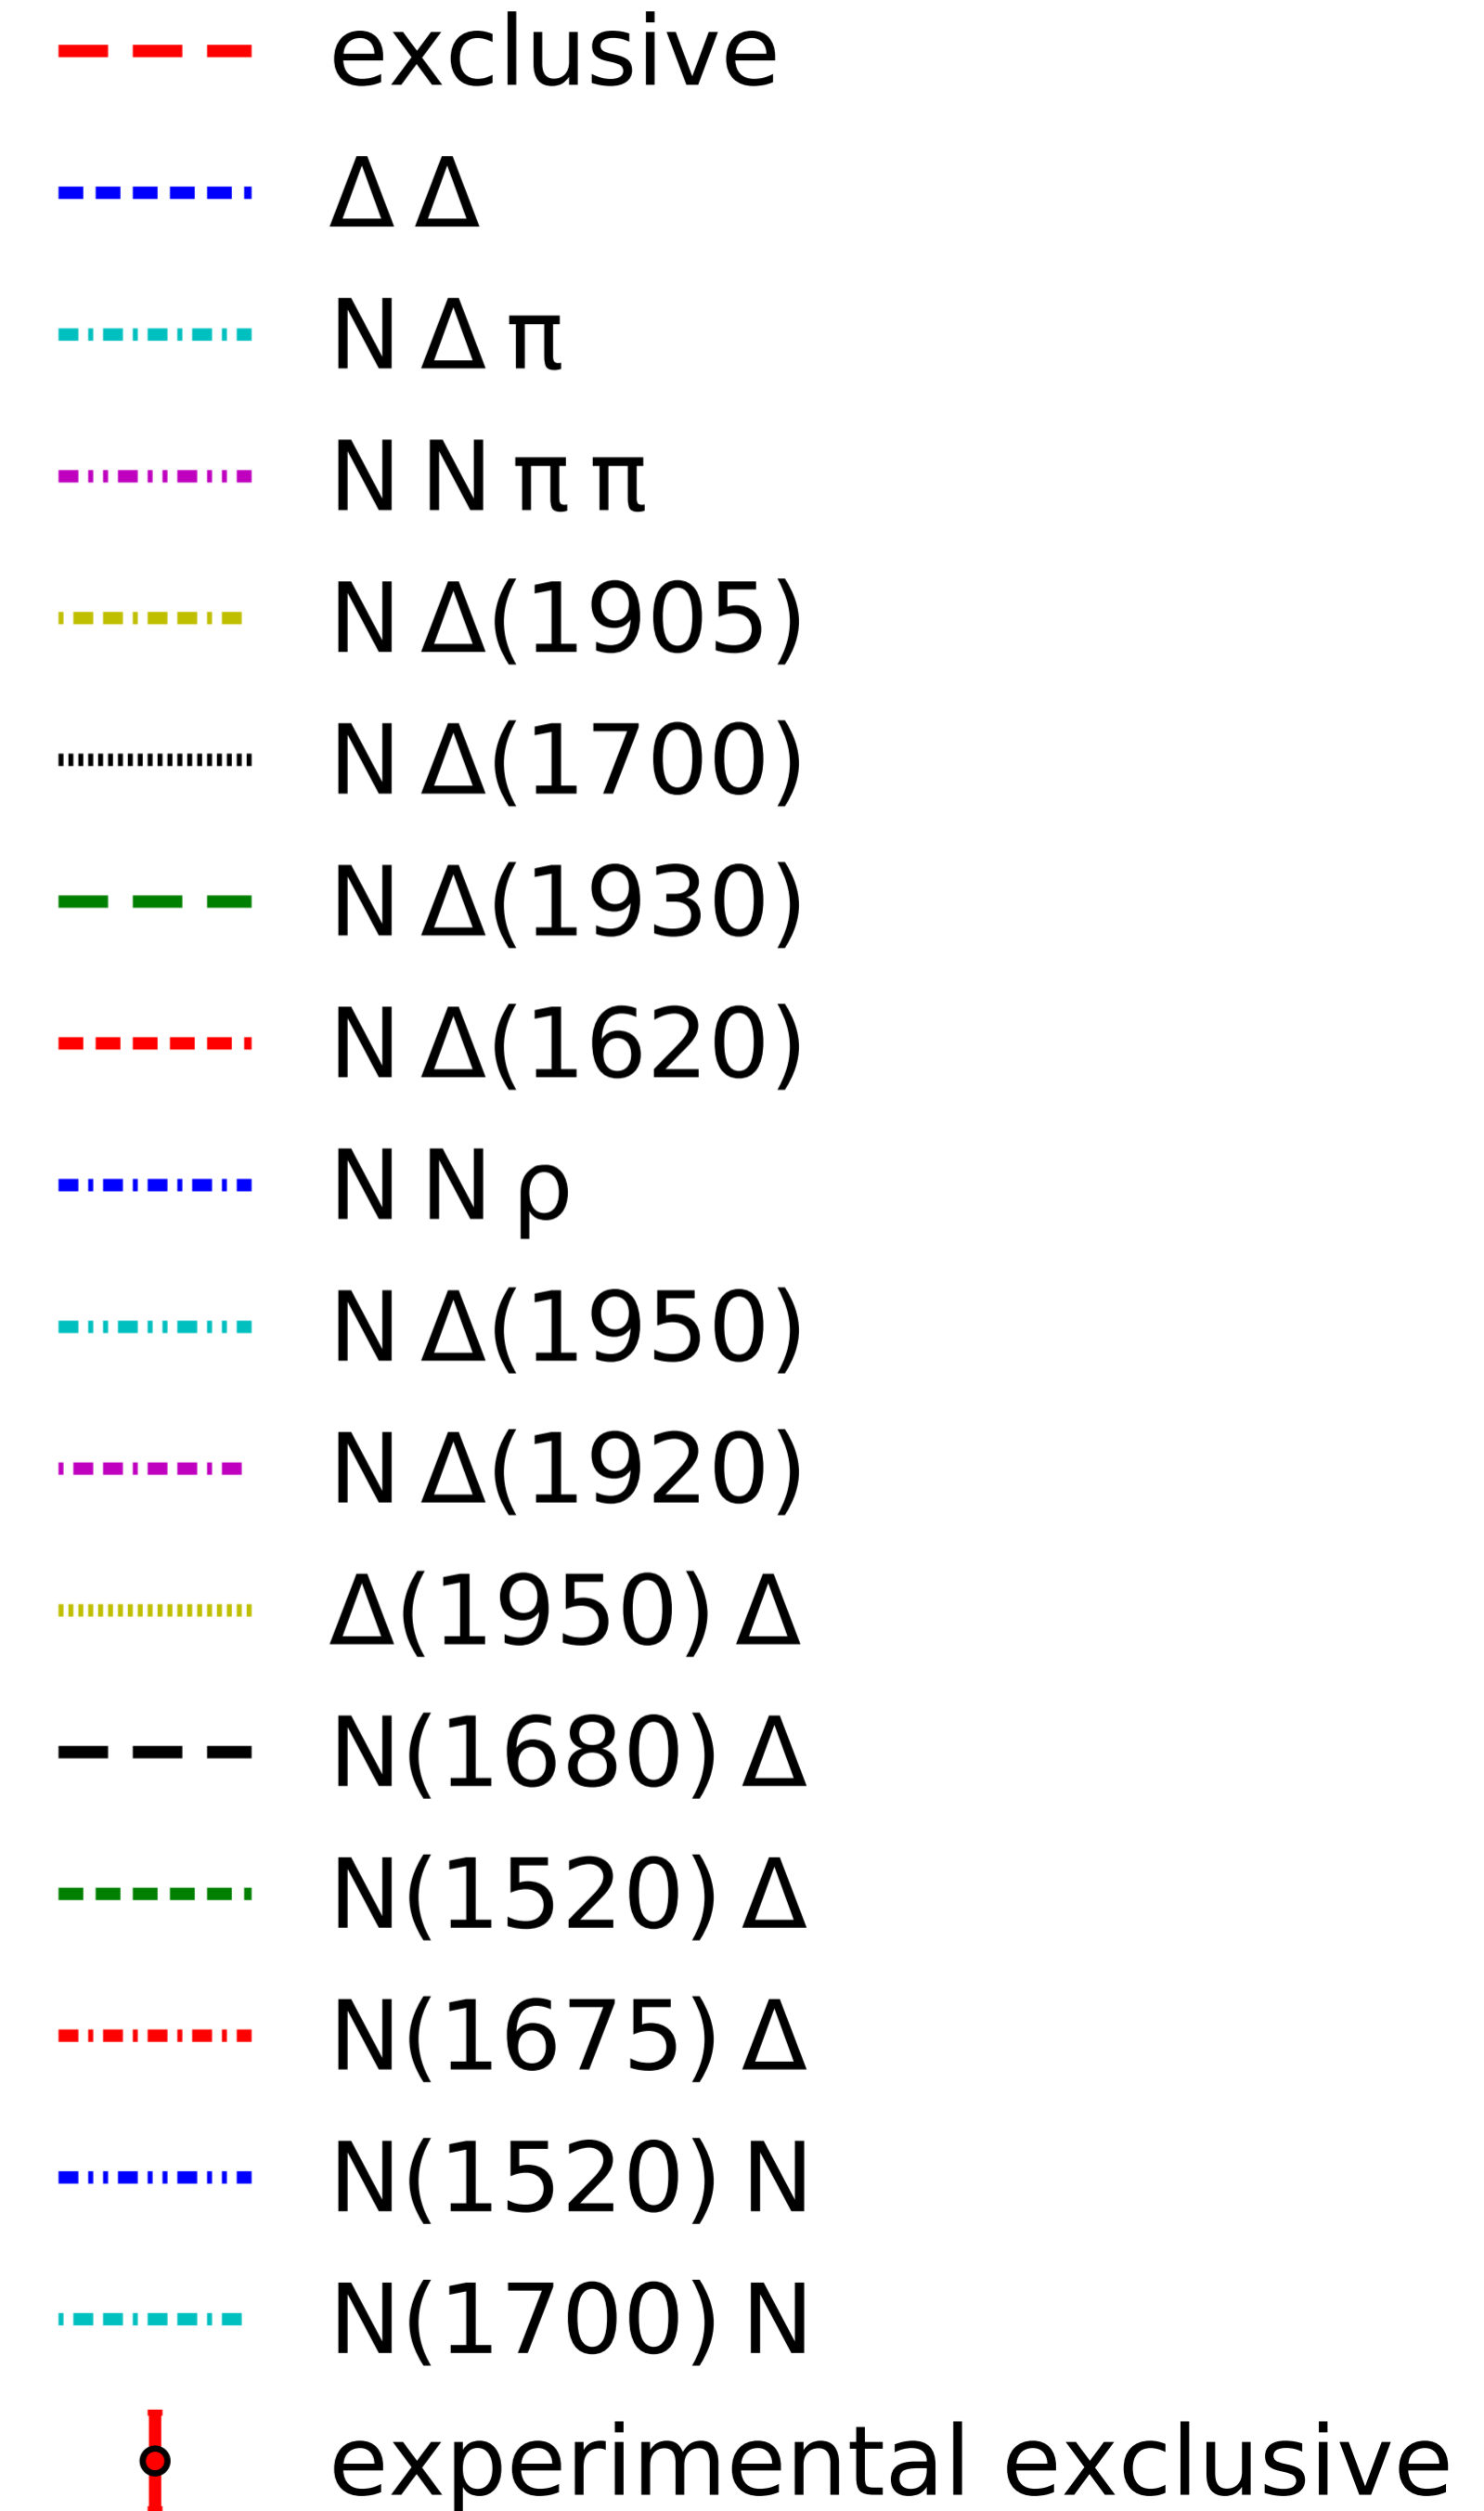 exclusive
Δ Δ
N Δ π
N N π π
N Δ(1905)
N Δ(1700)
N Δ(1930)
N Δ(1620)
N N ρ
N Δ(1950)
N Δ(1920)
Δ(1950) Δ
N(1680) Δ
N(1520) Δ
N(1675) Δ
N(1520) N
N(1700) N
experimental exclusive